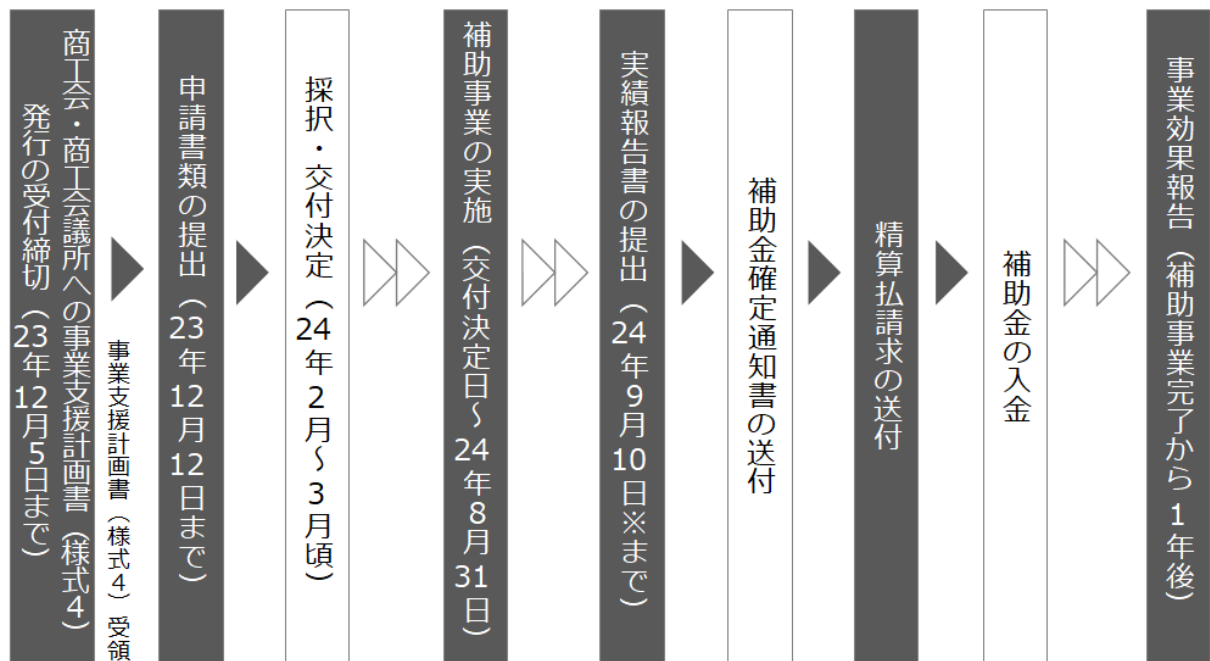 商工会・商工会議所への事業支援計画書（様式４）
発行の受付締切（23年12月5日まで）
事業支援計画書（様式４）受領
申請書類の提出（23年12月12日まで）
採択・交付決定（24年２月～３月頃）
補助事業の実施（交付決定日～24年８月31日）
実績報告書の提出（24年９月10日※まで）
補助金確定通知書の送付
精算払請求の送付
補助金の入金
事業効果報告（補助事業完了から１年後）